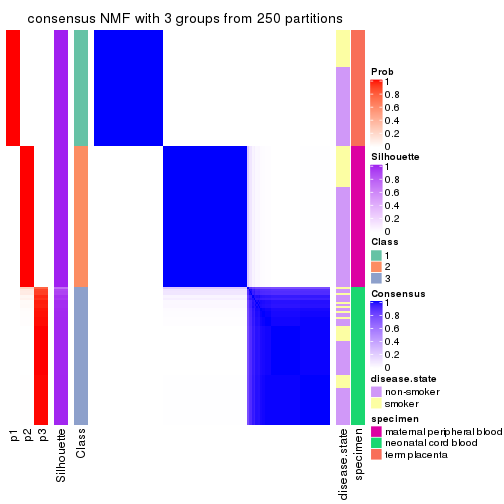 consensus NMF with 3 groups from 250 partitions
Prob
1
0.8
0.6
0.4
0.2
0
Silhouette
1
0.8
0.6
0.4
0.2
0
Class
1
2
3
Consensus
1
0.8
0.6
0.4
0.2
0
disease.state
non-smoker
smoker
specimen
maternal peripheral blood
neonatal cord blood
term placenta
p1
p2
p3
Silhouette
Class
disease.state
specimen